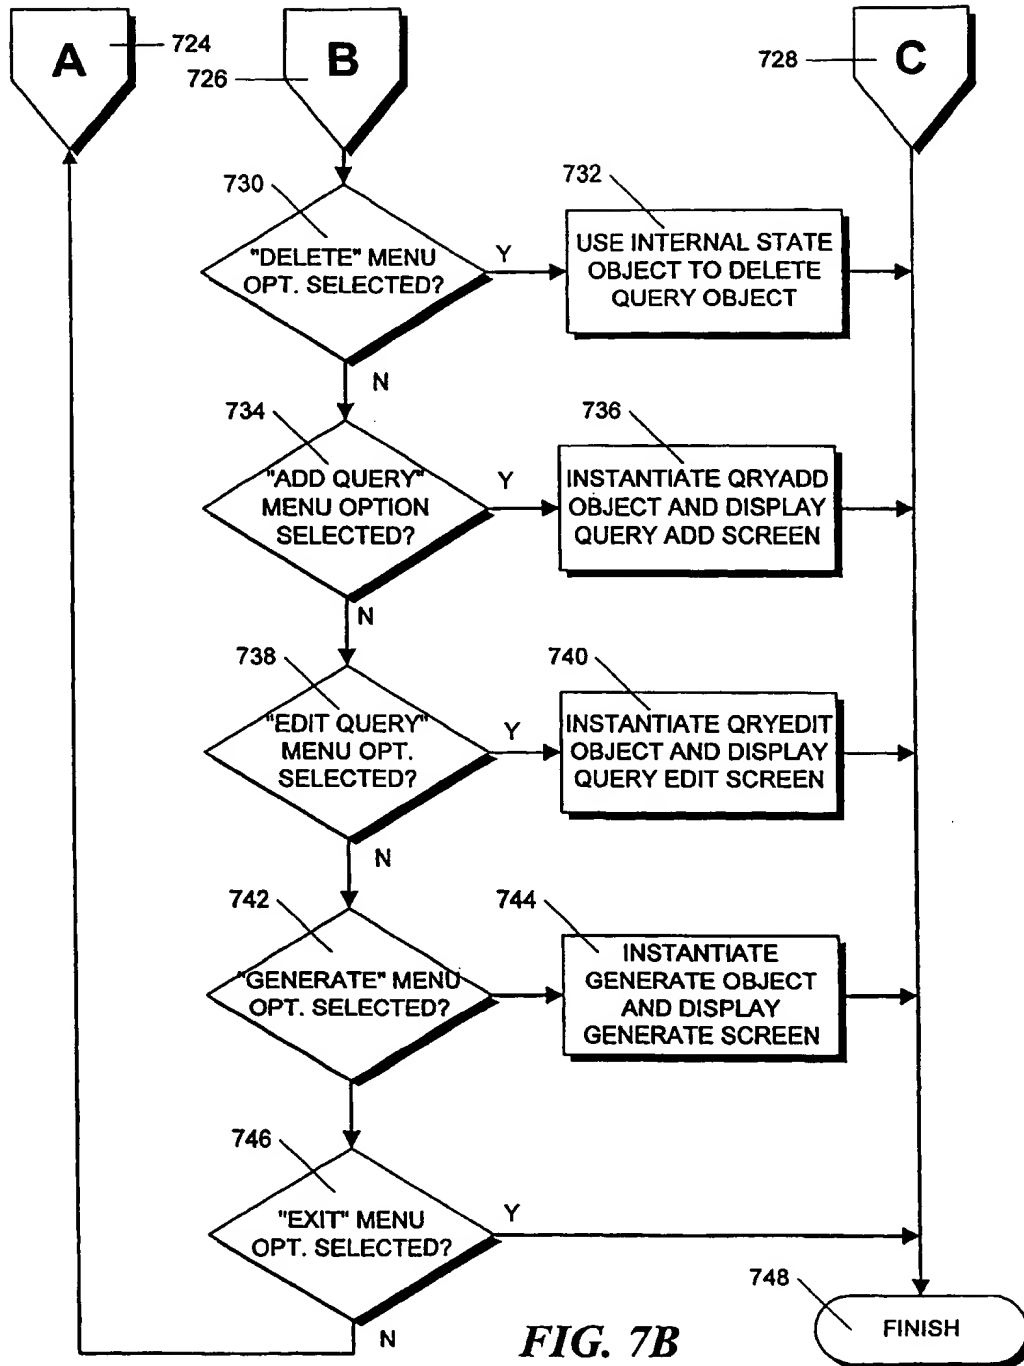 A
724
B
726
C
728
730
"DELETE" MENU
OPT. SELECTED?
Y
N
732
USE INTERNAL STATE
OBJECT TO DELETE
QUERY OBJECT
734
"ADD QUERY"
MENU OPTION
SELECTED?
Y
N
736
INSTANTIATE QRYADD
OBJECT AND DISPLAY
QUERY ADD SCREEN
738
"EDIT QUERY"
MENU OPT.
SELECTED?
Y
N
740
INSTANTIATE QRYEDIT
OBJECT AND DISPLAY
QUERY EDIT SCREEN
742
"GENERATE" MENU
OPT. SELECTED?
744
INSTANTIATE
GENERATE OBJECT
AND DISPLAY
GENERATE SCREEN
746
"EXIT" MENU
OPT. SELECTED?
Y
N
748
FINISH
FIG. 7B